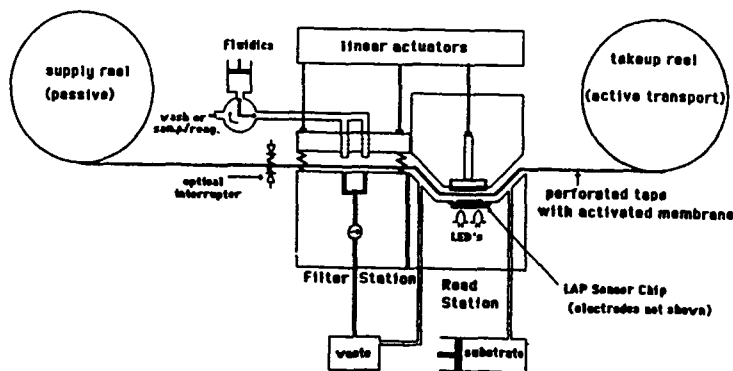 fluidics
linear actuators
supply reel
(passive)
takeup reel
(active transport)
wash or
samp/reag.
optical
interrupter
perforated tape
with activated membrane
LED's
Filter Station
Read
Station
LAP Sensor Chip
(electrodes not shown)
waste
substrate